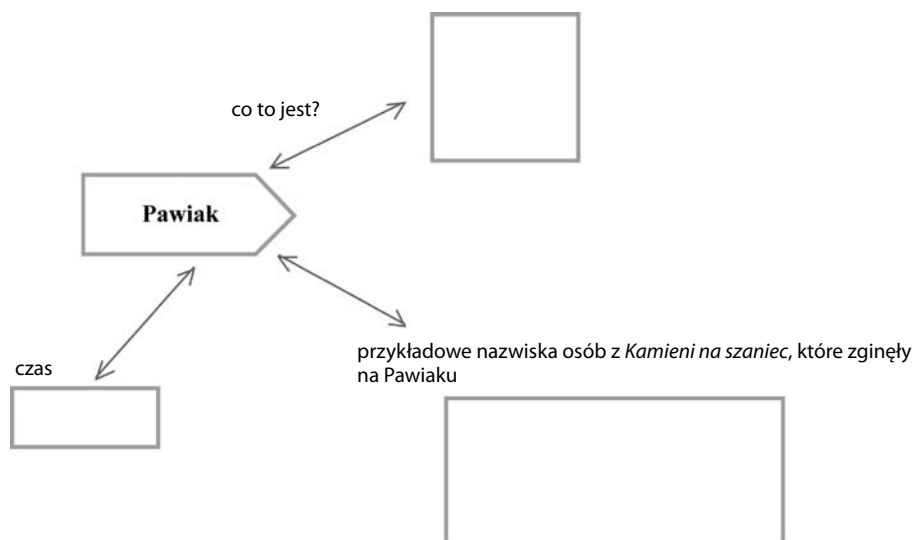 co to jest?
Pawiak
przykładowe nazwiska osób z Kamieni na szaniec, które zginęły
na Pawiaku
czas